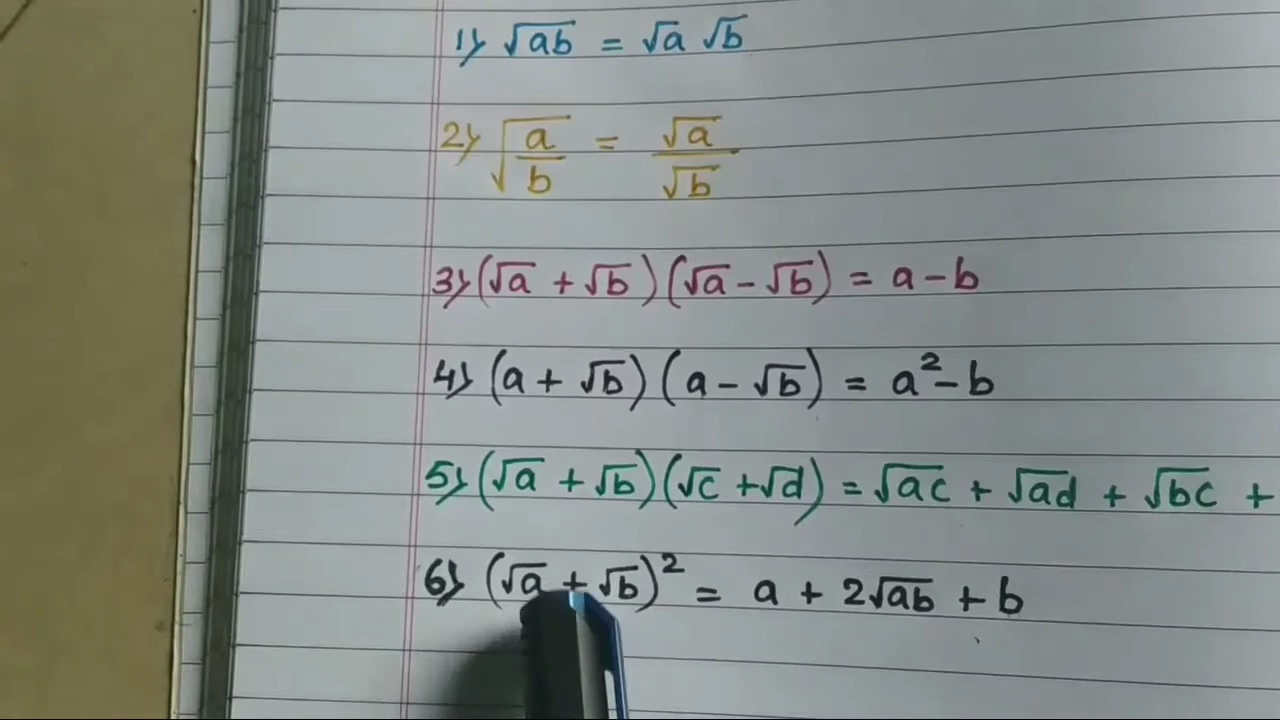 1) √ab = √a √b
2) √(a/b) = √a/√b
3) (√a + √b)(√a - √b) = a - b
4) (a + √b)(a - √b) = a² - b
5) (√a + √b)(√c + √d) = √ac + √ad + √bc +
6) (√a + √b)² = a + 2√ab + b